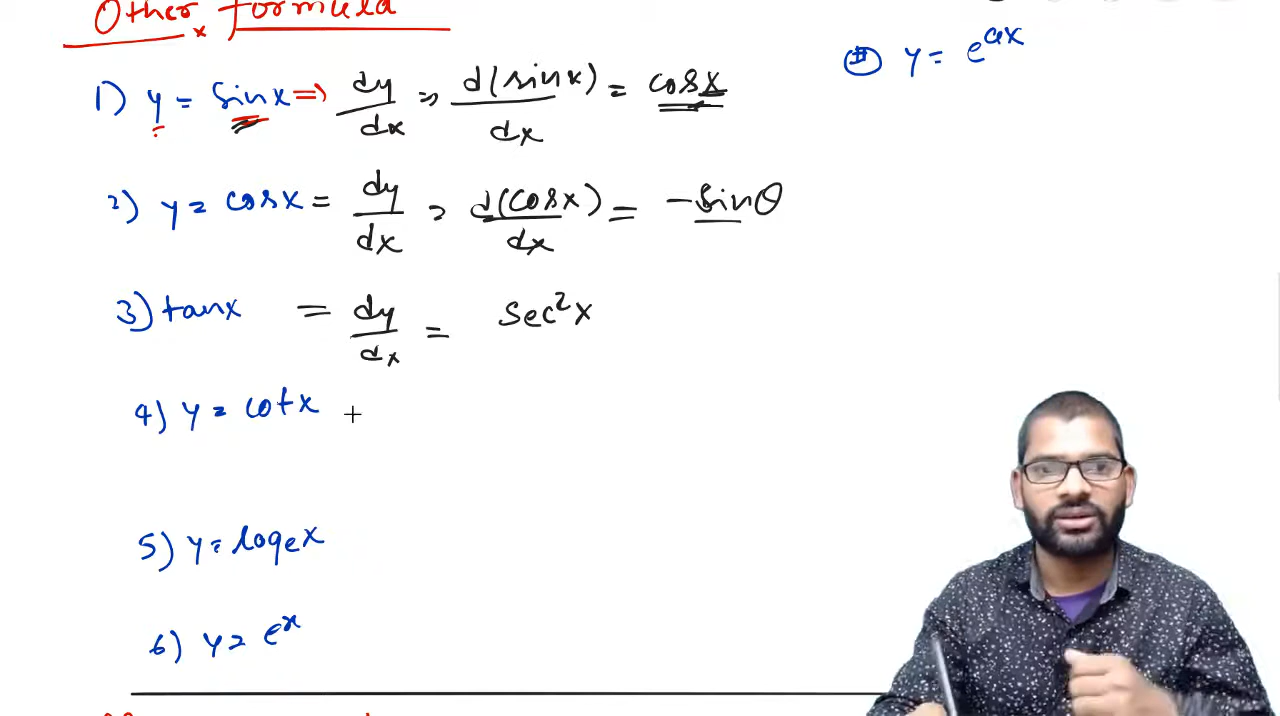 Other formula
1) y = sinx ⇒ dy/dx = d(sinx)/dx = cosx
2) y = cosx = dy/dx = d(cosx)/dx = -sinθ
3) tanx = dy/dx = sec²x
4) y = cotx
5) y = logₑx
6) y = eˣ
y = eᵃˣ